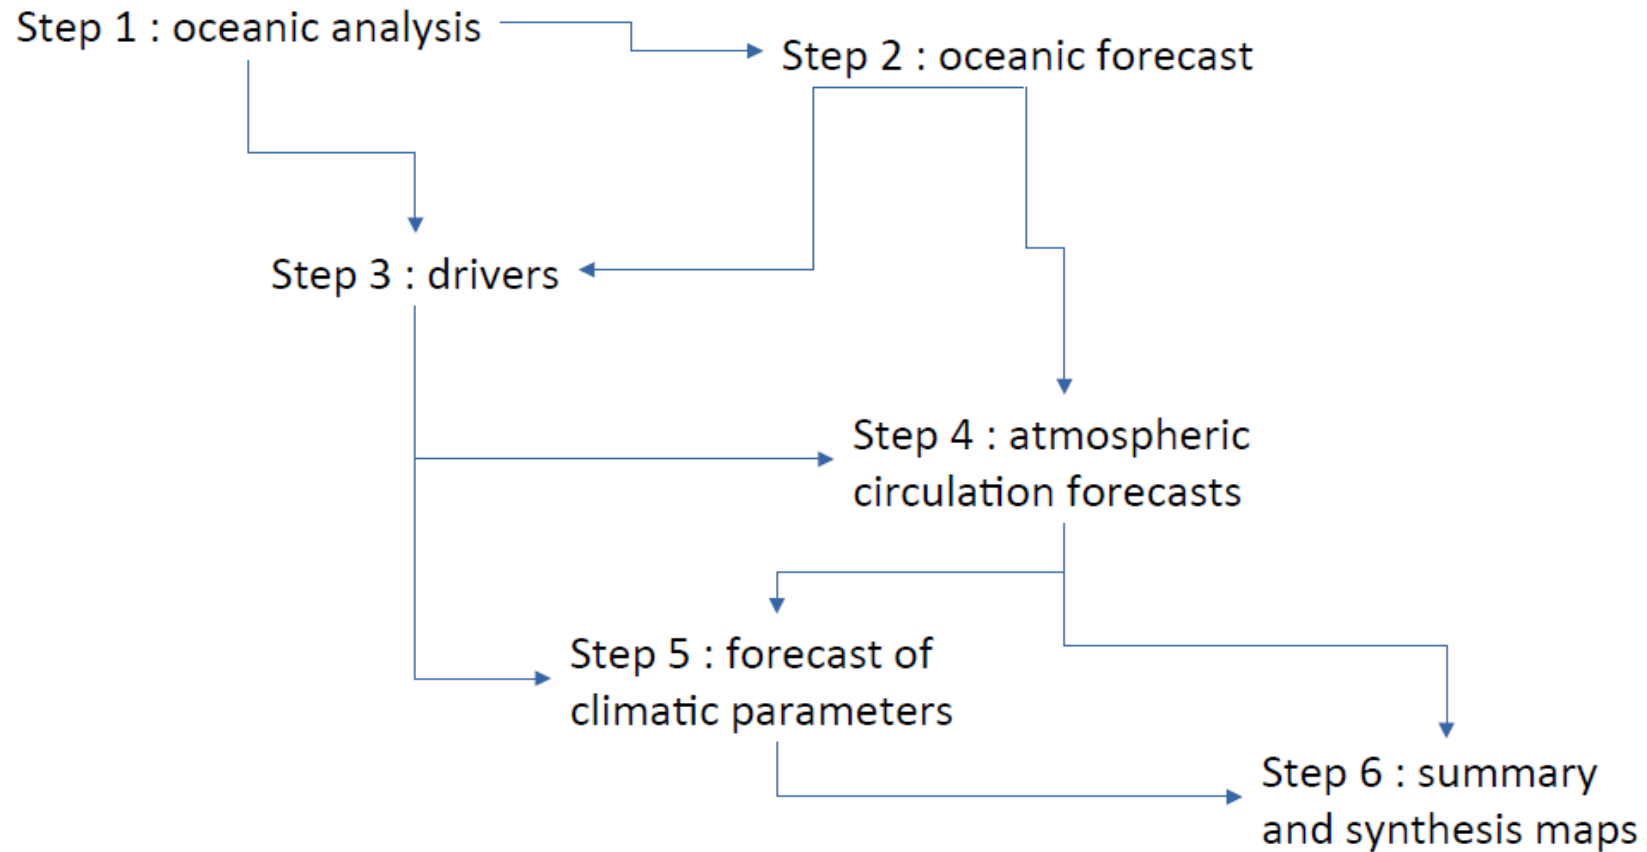 Step 1 : oceanic analysis
Step 2 : oceanic forecast
Step 3 : drivers
Step 4 : atmospheric
circulation forecasts
Step 5 : forecast of
climatic parameters
Step 6 : summary
and synthesis maps